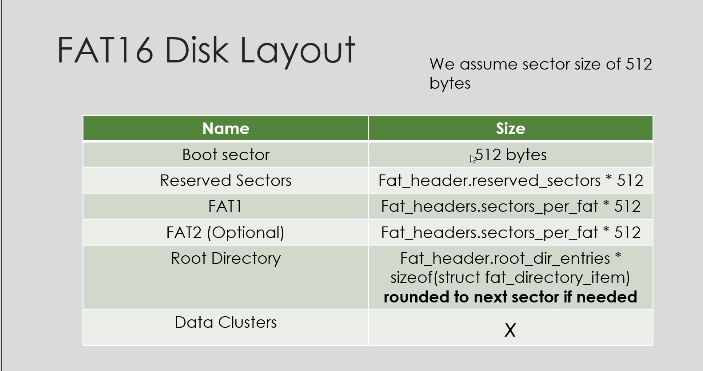 FAT16 Disk Layout
We assume sector size of 512
bytes
Name Size
Boot sector 512 bytes
Reserved Sectors Fat_header.reserved_sectors * 512
FAT1 Fat_headers.sectors_per_fat * 512
FAT2 (Optional) Fat_headers.sectors_per_fat * 512
Root Directory Fat_header.root_dir_entries *
sizeof(struct fat_directory_item)
rounded to next sector if needed
Data Clusters X